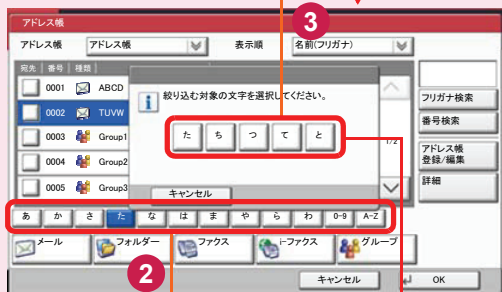 3
アドレス帳
アドレス帳 アドレス帳 表示順 名前(フリガナ)
宛先 番号 種類
0001 ABCD
0002 TUVW
0003 Group1
0004 Group2
0005 Group3
絞り込む対象の文字を選択してください。
た ち つ て と
キャンセル
1/2
フリガナ検索
番号検索
アドレス帳
登録/編集
詳細
あ か さ た な は ま や ら わ 0-9 A-Z
メール フォルダー ファクス i-ファクス グループ
2
キャンセル OK